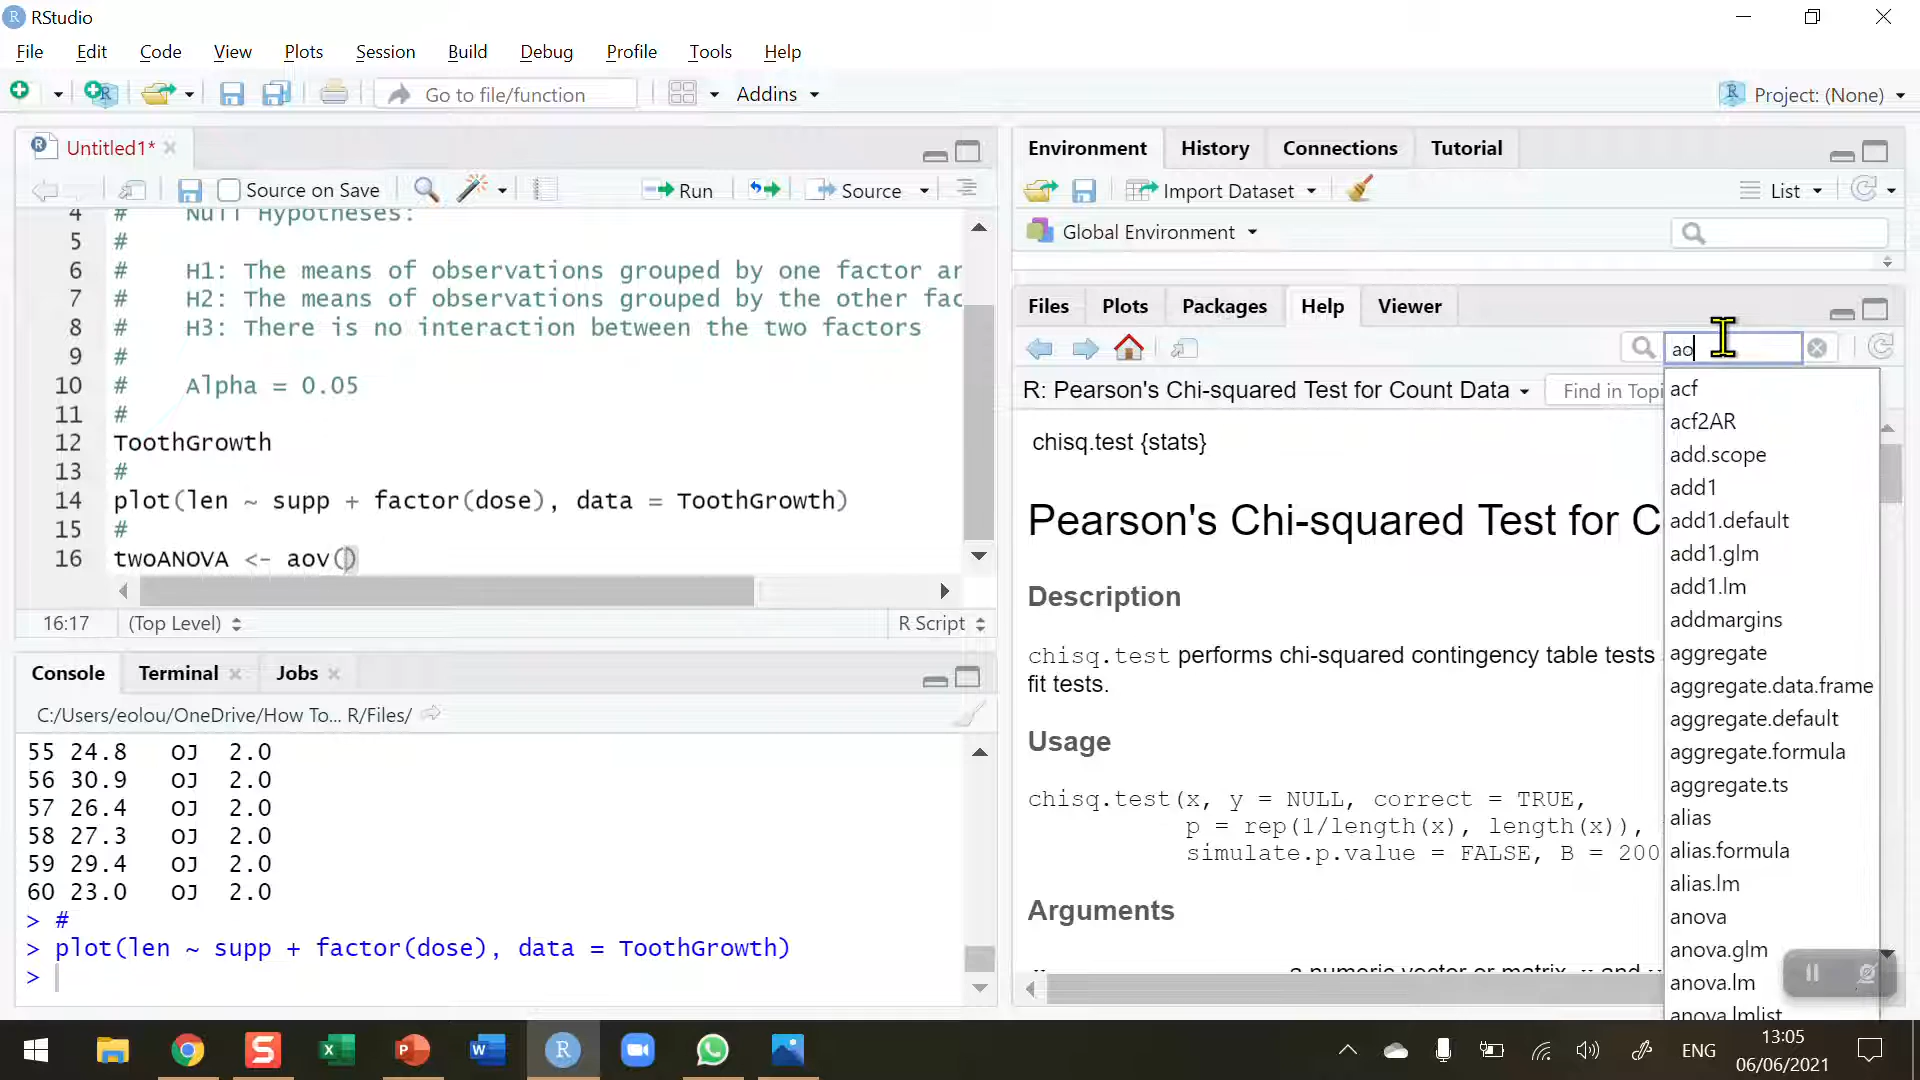 RStudio
File Edit Code View Plots Session Build Debug Profile Tools Help
Go to file/function Addins Project: (None)
Untitled1*
Source on Save Run Source
4 # Null Hypotheses:
5 #
6 # H1: The means of observations grouped by one factor ar
7 # H2: The means of observations grouped by the other fac
8 # H3: There is no interaction between the two factors
9 #
10 # Alpha = 0.05
11 #
12 ToothGrowth
13 #
14 plot(len ~ supp + factor(dose), data = ToothGrowth)
15 #
16 twoANOVA <- aov()
16:17 (Top Level) R Script
Console Terminal Jobs
C:/Users/eolou/OneDrive/How To... R/Files/
55 24.8 OJ 2.0
56 30.9 OJ 2.0
57 26.4 OJ 2.0
58 27.3 OJ 2.0
59 29.4 OJ 2.0
60 23.0 OJ 2.0
> #
> plot(len ~ supp + factor(dose), data = ToothGrowth)
>
Environment History Connections Tutorial
Import Dataset List
Global Environment
Files Plots Packages Help Viewer
ao
R: Pearson's Chi-squared Test for Count Data Find in Topi
chisq.test {stats}
Pearson's Chi-squared Test for C
Description
chisq.test performs chi-squared contingency table tests
fit tests.
Usage
chisq.test(x, y = NULL, correct = TRUE,
p = rep(1/length(x), length(x)),
simulate.p.value = FALSE, B = 200
Arguments
a numeric vector or matrix. x and
acf
acf2AR
add.scope
add1
add1.default
add1.glm
add1.lm
addmargins
aggregate
aggregate.data.frame
aggregate.default
aggregate.formula
aggregate.ts
alias
alias.formula
alias.lm
anova
anova.glm
anova.lm
anova.lmlist
ENG
13:05
06/06/2021